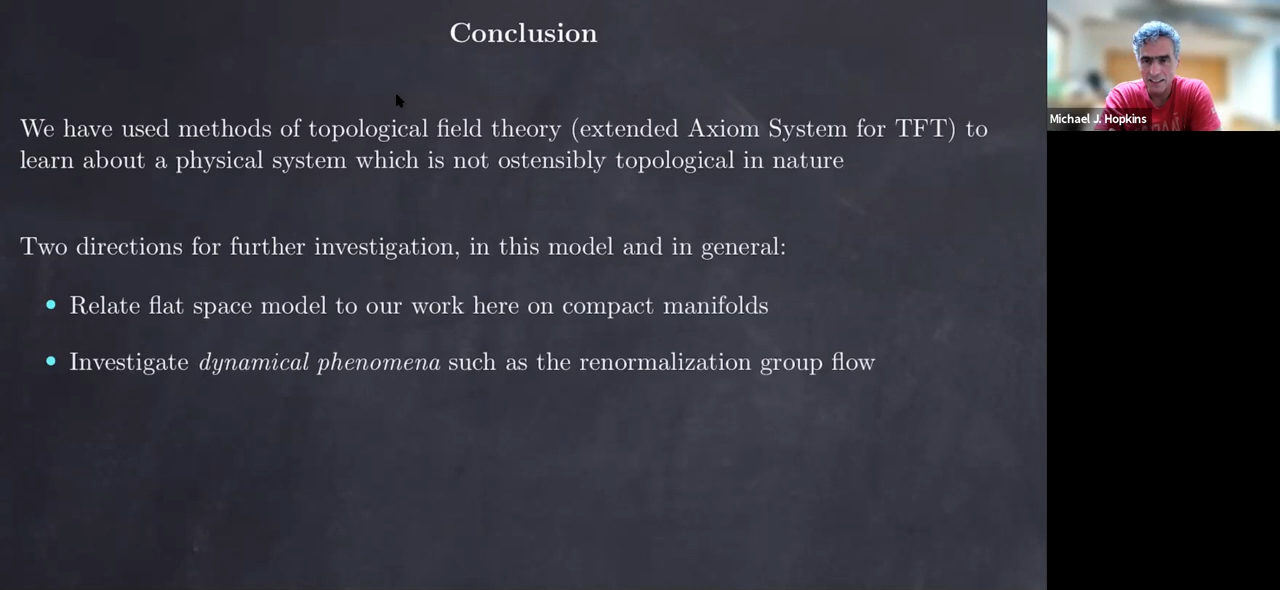 Conclusion
We have used methods of topological field theory (extended Axiom System for TFT) to
learn about a physical system which is not ostensibly topological in nature
Two directions for further investigation, in this model and in general:
• Relate flat space model to our work here on compact manifolds
• Investigate dynamical phenomena such as the renormalization group flow
Michael J. Hopkins